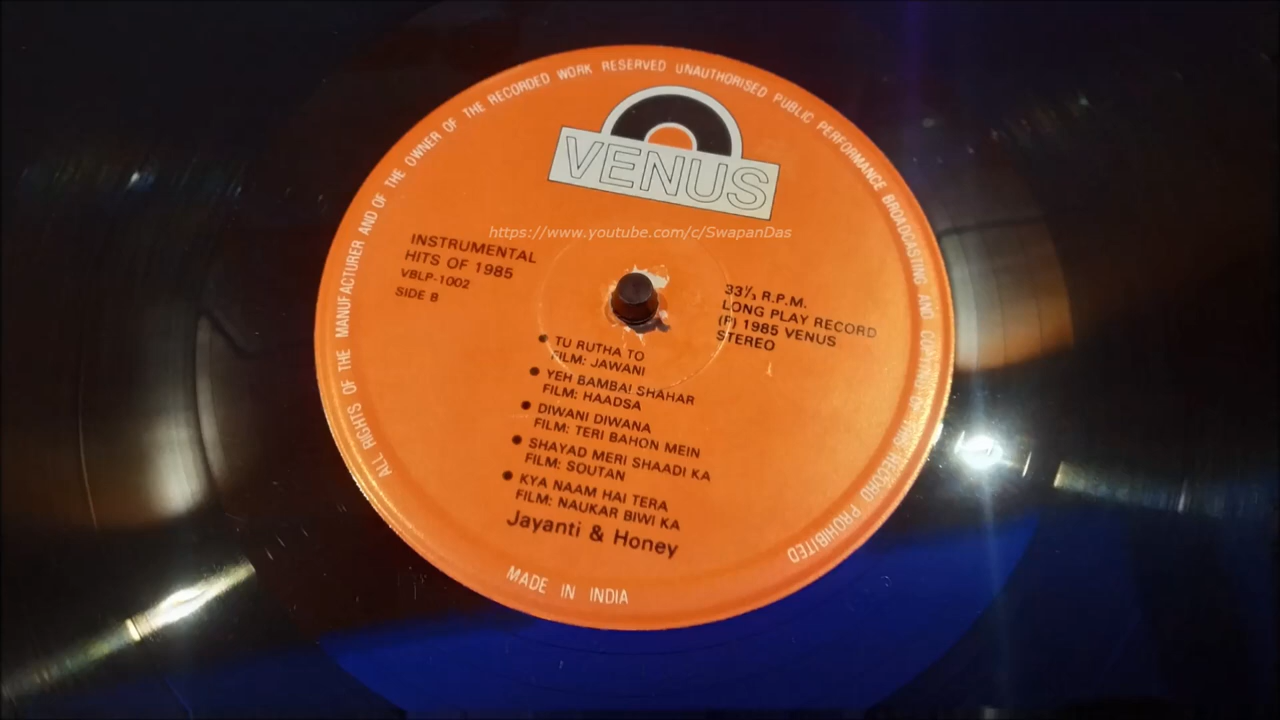 ALL RIGHTS OF THE MANUFACTURER AND OF THE OWNER OF THE RECORDED WORK RESERVED UNAUTHORISED PUBLIC PERFORMANCE BROADCASTING AND COPYING OF THIS RECORD PROHIBITED
VENUS
https://www.youtube.com/c/SwapanDas
INSTRUMENTAL
HITS OF 1985
VBLP-1002
SIDE B
33⅓ R.P.M.
LONG PLAY RECORD
(P) 1985 VENUS
STEREO
• TU RUTHA TO
FILM: JAWANI
• YEH BAMBAI SHAHAR
FILM: HAADSA
• DIWANI DIWANA
FILM: TERI BAHON MEIN
• SHAYAD MERI SHAADI KA
FILM: SOUTAN
• KYA NAAM HAI TERA
FILM: NAUKAR BIWI KA
Jayanti & Honey
MADE IN INDIA